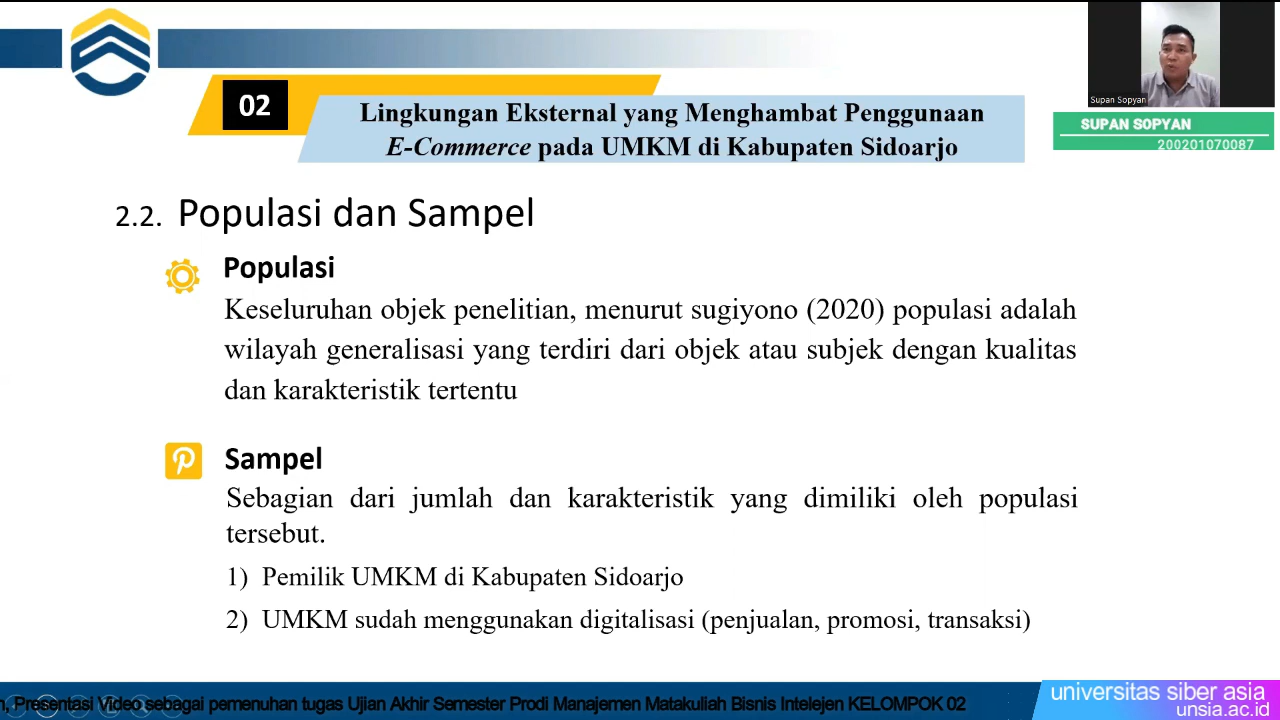 02
Lingkungan Eksternal yang Menghambat Penggunaan
E-Commerce pada UMKM di Kabupaten Sidoarjo
Supan Sopyan
SUPAN SOPYAN
200201070087
2.2. Populasi dan Sampel
Populasi
Keseluruhan objek penelitian, menurut sugiyono (2020) populasi adalah
wilayah generalisasi yang terdiri dari objek atau subjek dengan kualitas
dan karakteristik tertentu
Sampel
Sebagian dari jumlah dan karakteristik yang dimiliki oleh populasi
tersebut.
1) Pemilik UMKM di Kabupaten Sidoarjo
2) UMKM sudah menggunakan digitalisasi (penjualan, promosi, transaksi)
, Presentasi Video sebagai pemenuhan tugas Ujian Akhir Semester Prodi Manajemen Matakuliah Bisnis Intelejen KELOMPOK 02
universitas siber asia
unsia.ac.id